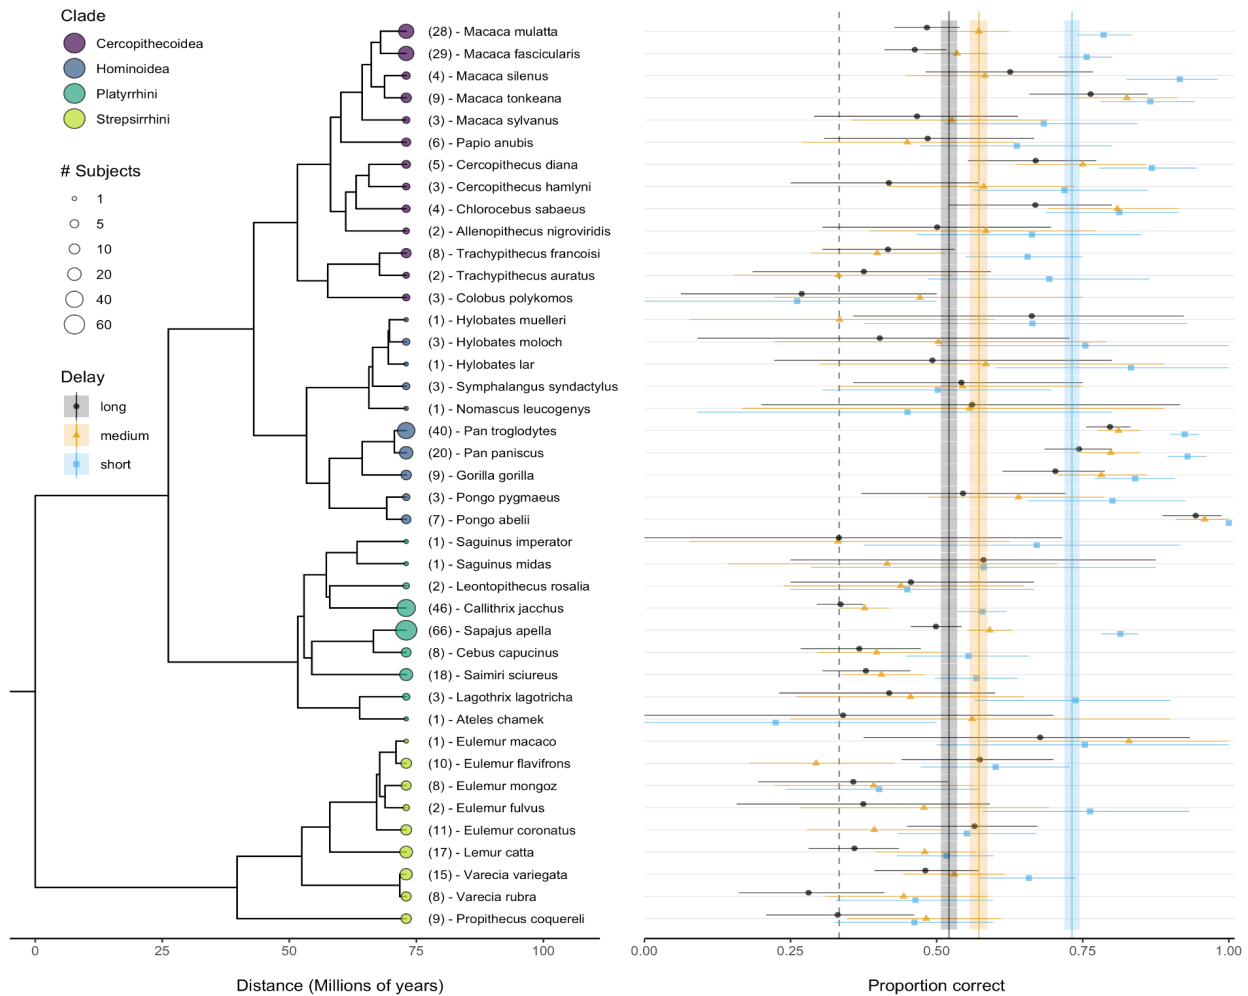 Clade
Cercopithecoidea
Hominoidea
Platyrrhini
Strepsirrhini
# Subjects
1
5
10
20
40
60
Delay
long
medium
short
(28) - Macaca mulatta
(29) - Macaca fascicularis
(4) - Macaca silenus
(9) - Macaca tonkeana
(3) - Macaca sylvanus
(6) - Papio anubis
(5) - Cercopithecus diana
(3) - Cercopithecus hamlyni
(4) - Chlorocebus sabaeus
(2) - Allenopithecus nigroviridis
(8) - Trachypithecus francoisi
(2) - Trachypithecus auratus
(3) - Colobus polykomos
(1) - Hylobates muelleri
(3) - Hylobates moloch
(1) - Hylobates lar
(3) - Symphalangus syndactylus
(1) - Nomascus leucogenys
(40) - Pan troglodytes
(20) - Pan paniscus
(9) - Gorilla gorilla
(3) - Pongo pygmaeus
(7) - Pongo abelii
(1) - Saguinus imperator
(1) - Saguinus midas
(2) - Leontopithecus rosalia
(46) - Callithrix jacchus
(66) - Sapajus apella
(8) - Cebus capucinus
(18) - Saimiri sciureus
(3) - Lagothrix lagotricha
(1) - Ateles chamek
(1) - Eulemur macaco
(10) - Eulemur flavifrons
(8) - Eulemur mongoz
(2) - Eulemur fulvus
(11) - Eulemur coronatus
(17) - Lemur catta
(15) - Varecia variegata
(8) - Varecia rubra
(9) - Propithecus coquereli
0 25 50 75 100
Distance (Millions of years)
0.00 0.25 0.50 0.75 1.00
Proportion correct